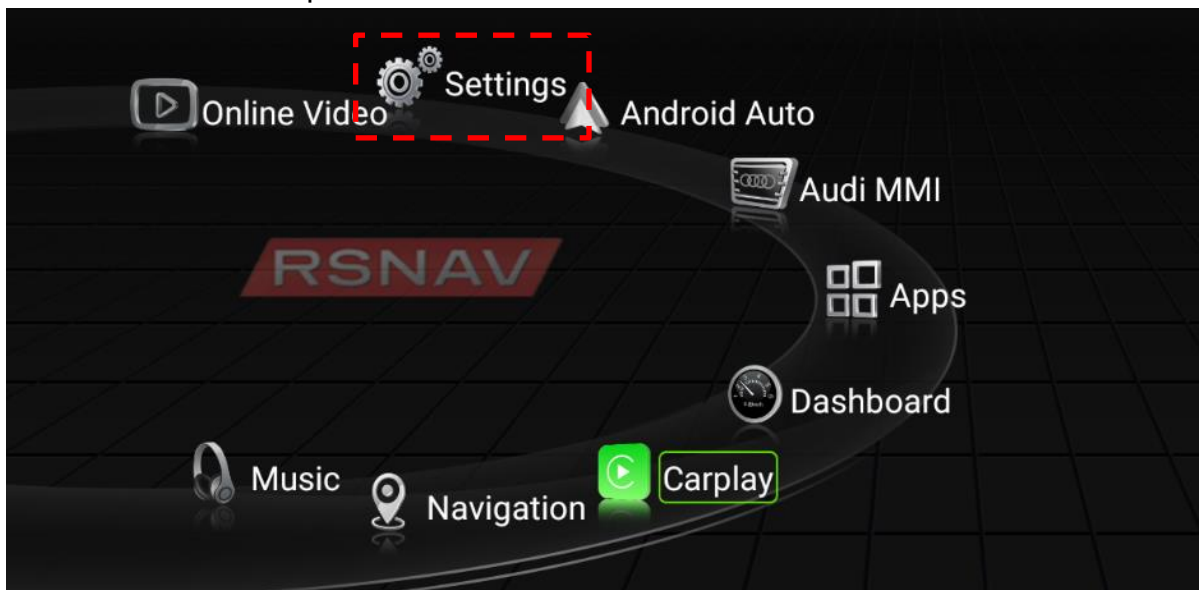 Settings
Online Video
Android Auto
Audi MMI
RSNAV
Apps
Dashboard
Music
Carplay
Navigation